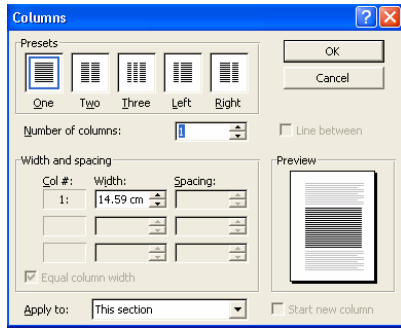 Columns
Presets
OK
Cancel
One Two Three Left Right
Number of columns: 1
Line between
Width and spacing
Preview
Col #: Width: Spacing:
1: 14.59 cm
Equal column width
Apply to: This section
Start new column